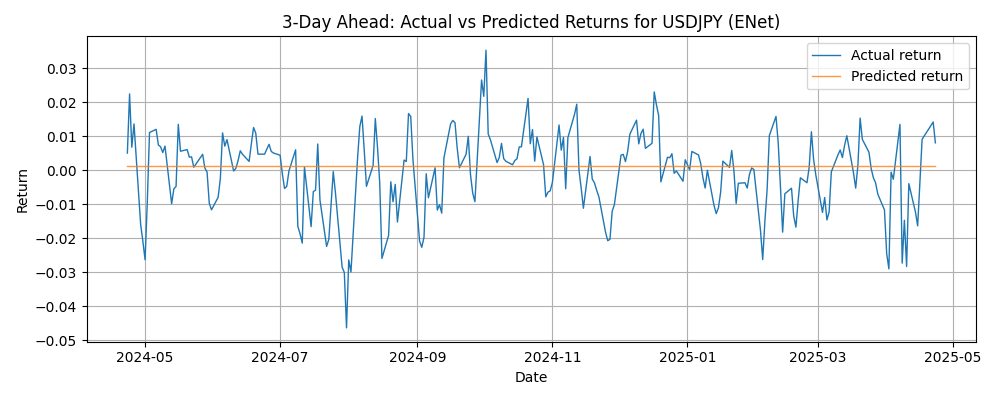 3-Day Ahead: Actual vs Predicted Returns for USDJPY (ENet)
Actual return
Predicted return
Return
0.03
0.02
0.01
0.00
−0.01
−0.02
−0.03
−0.04
−0.05
2024-05 2024-07 2024-09 2024-11 2025-01 2025-03 2025-05
Date